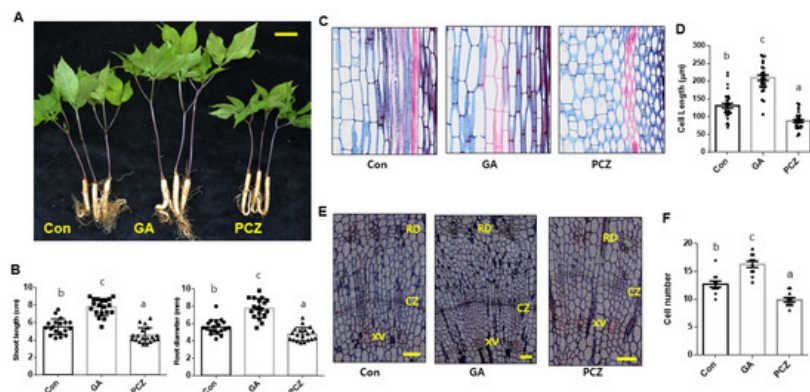 A
Con
GA
PCZ
B
Shoot length (cm)
10
8
6
4
2
0
b
c
a
Con
GA
PCZ
Root diameter (mm)
10
8
6
4
2
0
b
c
a
Con
GA
PCZ
C
Con
GA
PCZ
D
Cell Length (μm)
350
300
250
200
150
100
50
b
c
a
Con
GA
PCZ
E
RD
RD
RD
CZ
CZ
XV
XV
XV
Con
GA
PCZ
F
Cell number
20
15
10
5
b
c
a
Con
GA
PCZ